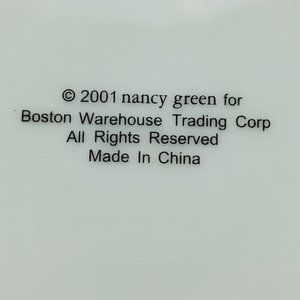 © 2001 nancy green for
Boston Warehouse Trading Corp
All Rights Reserved
Made In China